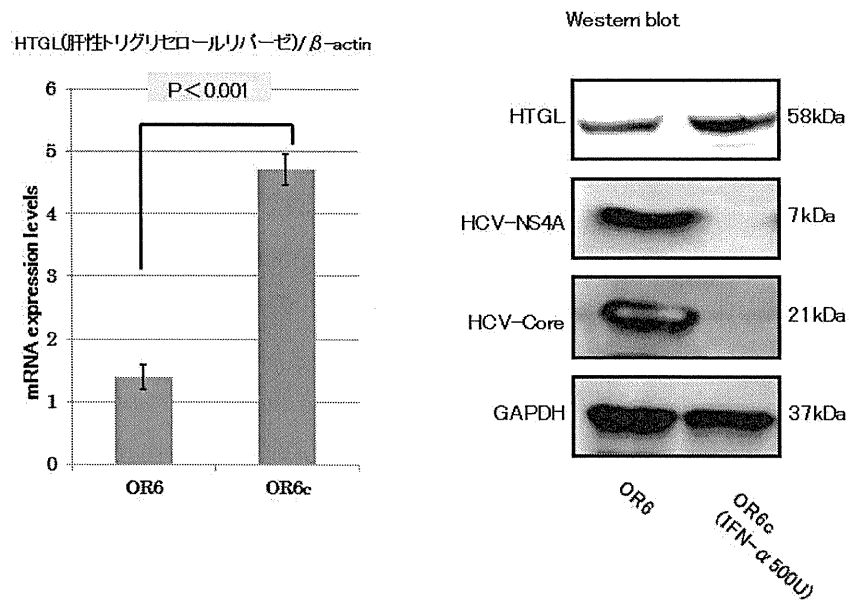 HTGL(肝性トリグリセロールリパーゼ)/β-actin
P<0.001
6
5
4
3
2
1
0
mRNA expression levels
OR6
OR6c
Western blot
HTGL
58kDa
HCV-NS4A
7kDa
HCV-Core
21kDa
GAPDH
37kDa
OR6
OR6c
(IFN-α500U)